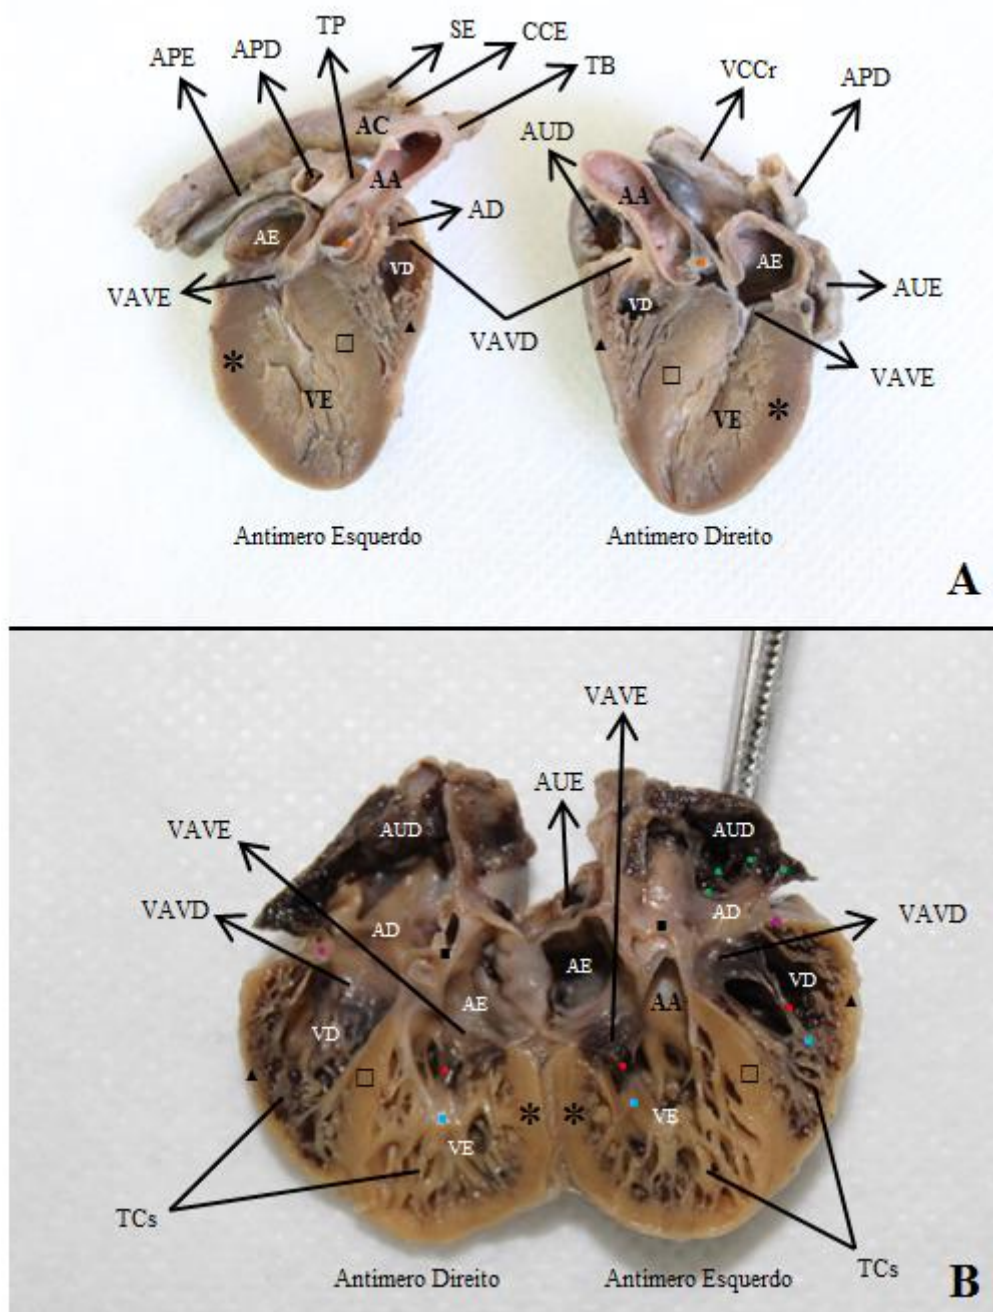 SE
CCE
TP
APD
APE
TB
VCCr
APD
AC
AUD
AA
AA
AD
AE
AE
VD
AUE
VAVE
VD
VAVD
VAVE
VE
VE
Antimero Esquerdo
Antimero Direito
A
VAVE
AUE
VAVE
AUD
AUD
VAVD
AD
AD
VAVD
AE
VD
AE
AA
VD
VE
VE
TCs
TCs
Antimero Direito
Antimero Esquerdo
B